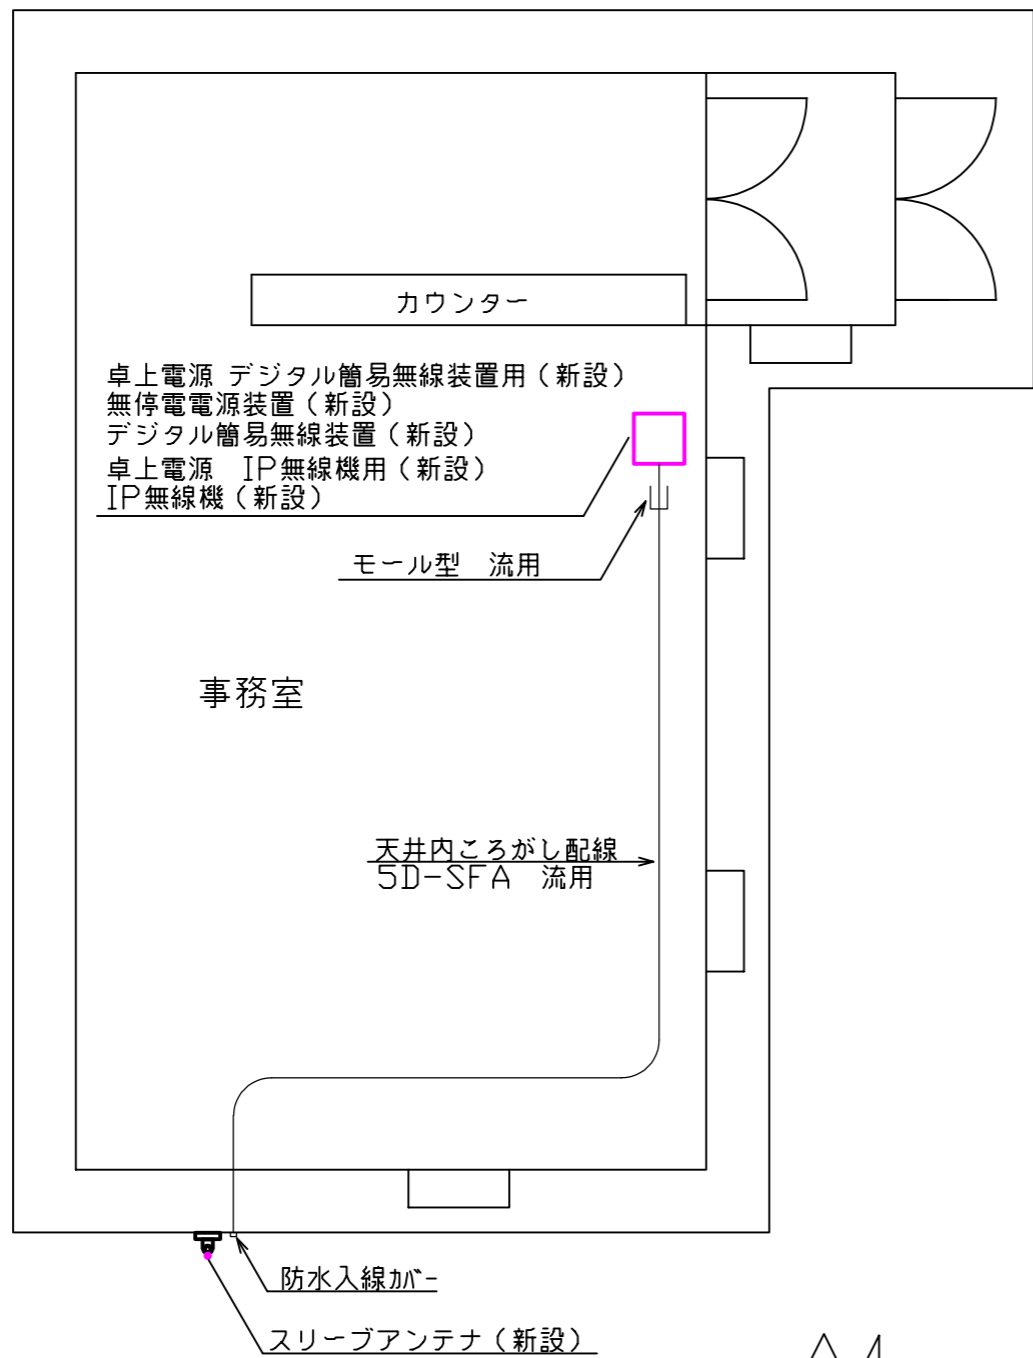 カウンター
卓上電源 デジタル簡易無線装置用（新設）
無停電電源装置（新設）
デジタル簡易無線装置（新設）
卓上電源　IP無線機用（新設）
IP無線機（新設）
モール型　流用
事務室
天井内ころがし配線
5D-SFA　流用
防水入線ｶﾊﾞｰ
スリーブアンテナ（新設）